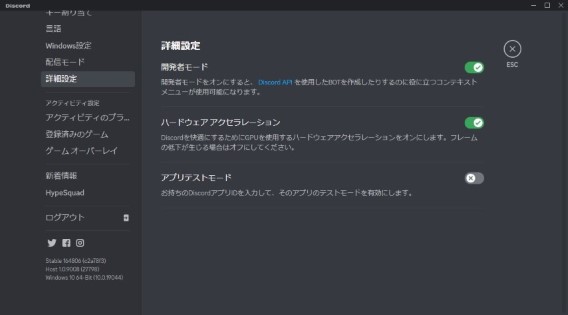 Discord
キー割り当て
言語
Windows設定
配信モード
詳細設定
アクティビティ設定
アクティビティのプラ...
登録済みのゲーム
ゲームオーバーレイ
新着情報
HypeSquad
ログアウト
Stable 164806 (c2a78f3)
Host 1.0.9008 (27798)
Windows 10 64-Bit (10.0.19044)
詳細設定
開発者モード
開発者モードをオンにすると、Discord API を使用したBOTを作成したりするのに役に立つコンテキスト
メニューが使用可能になります。
ハードウェアアクセラレーション
Discordを快適にするためにGPUを使用するハードウェアアクセラレーションをオンにします。フレーム
の低下が生じる場合はオフにしてください。
アプリテストモード
お持ちのDiscordアプリIDを入力して、そのアプリのテストモードを有効にします。
ESC